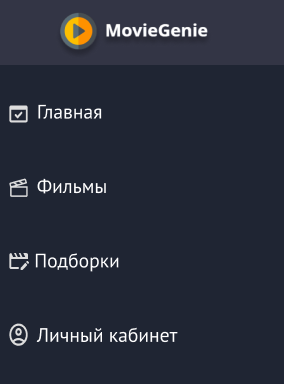 MovieGenie
Главная
Фильмы
Подборки
Личный кабинет